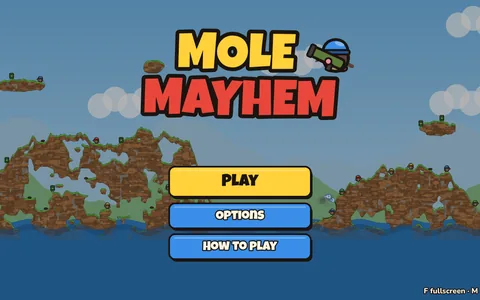 MOLE
MAYHEM
PLAY
OPTIONS
HOW TO PLAY
F fullscreen · M